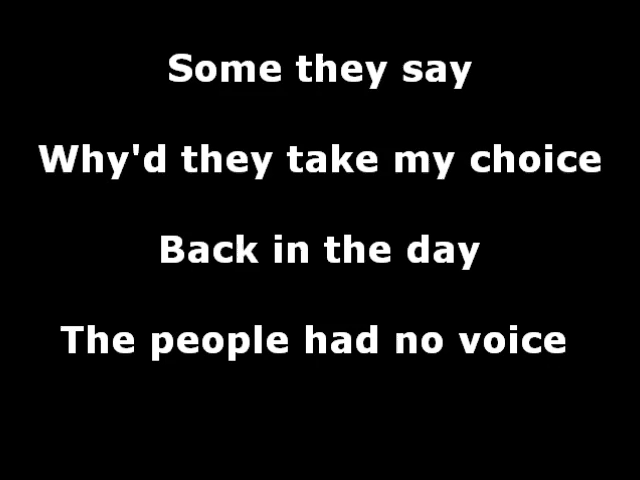 Some they say
Why'd they take my choice
Back in the day
The people had no voice